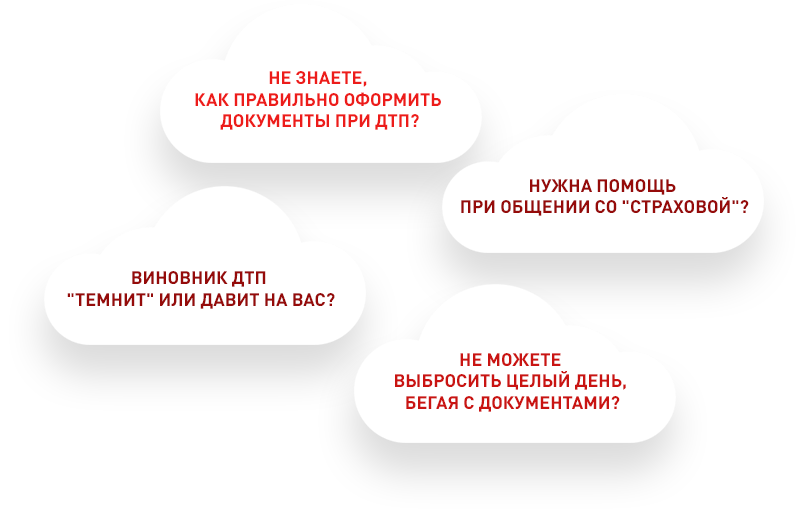 НЕ ЗНАЕТЕ,
КАК ПРАВИЛЬНО ОФОРМИТЬ
ДОКУМЕНТЫ ПРИ ДТП?
НУЖНА ПОМОЩЬ
ПРИ ОБЩЕНИИ СО "СТРАХОВОЙ"?
ВИНОВНИК ДТП
"ТЕМНИТ" ИЛИ ДАВИТ НА ВАС?
НЕ МОЖЕТЕ
ВЫБРОСИТЬ ЦЕЛЫЙ ДЕНЬ,
БЕГАЯ С ДОКУМЕНТАМИ?